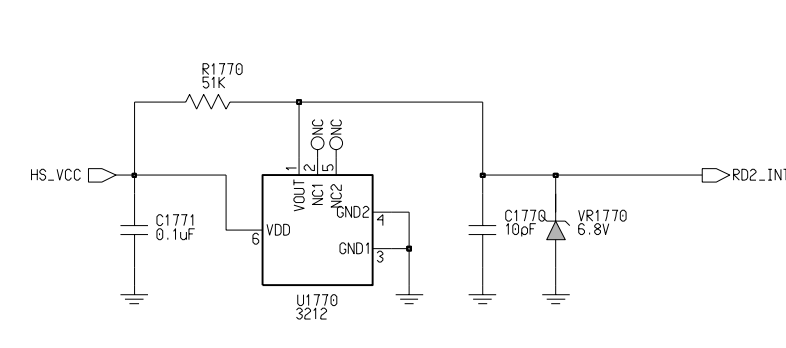 R1770
51K
NC
NC
HS_VCC
1
2
5
VOUT
NC1
NC2
GND2
4
C1771
0.1uF
6
VDD
GND1
3
C1770
10pF
VR1770
6.8V
RD2_INT
U1770
3212